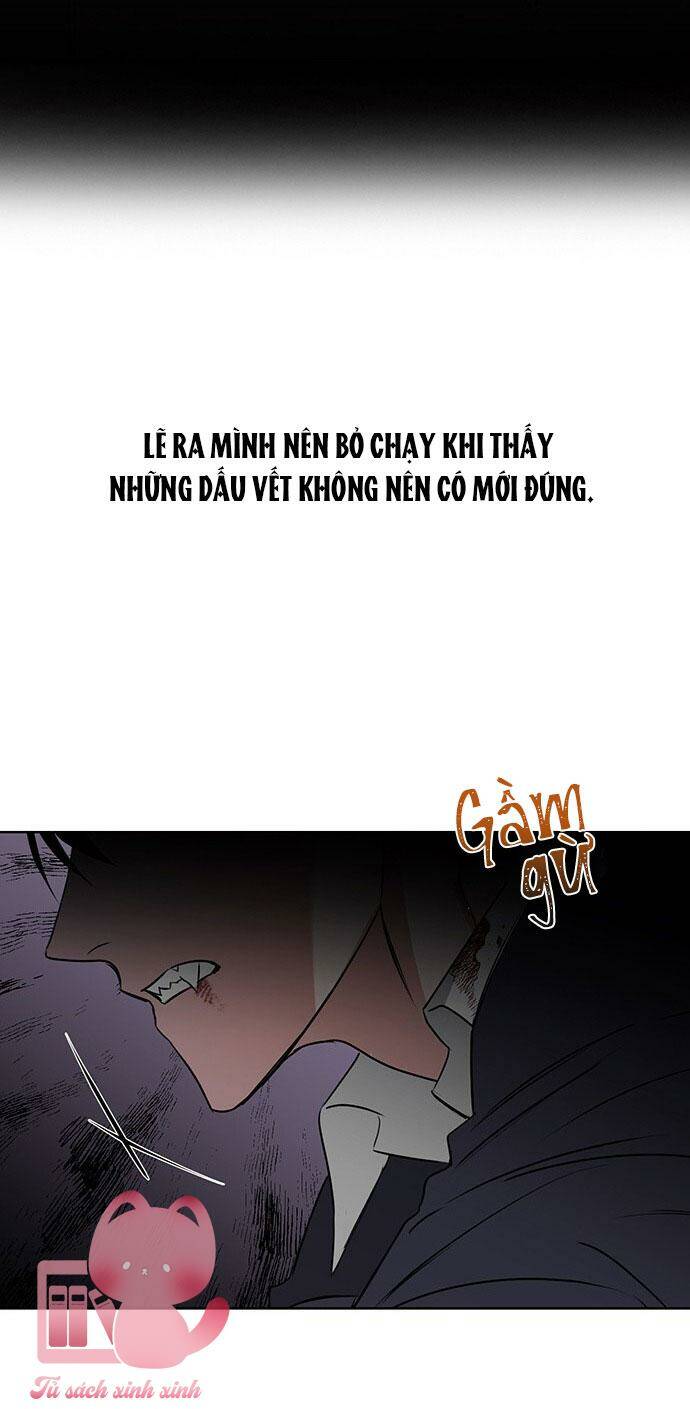 LẼ RA MÌNH NÊN BỎ CHẠY KHI THẤY
NHỮNG DẤU VẾT KHÔNG NÊN CÓ MỚI ĐÚNG.
Gầm
gừ
Tủ sách xinh xinh